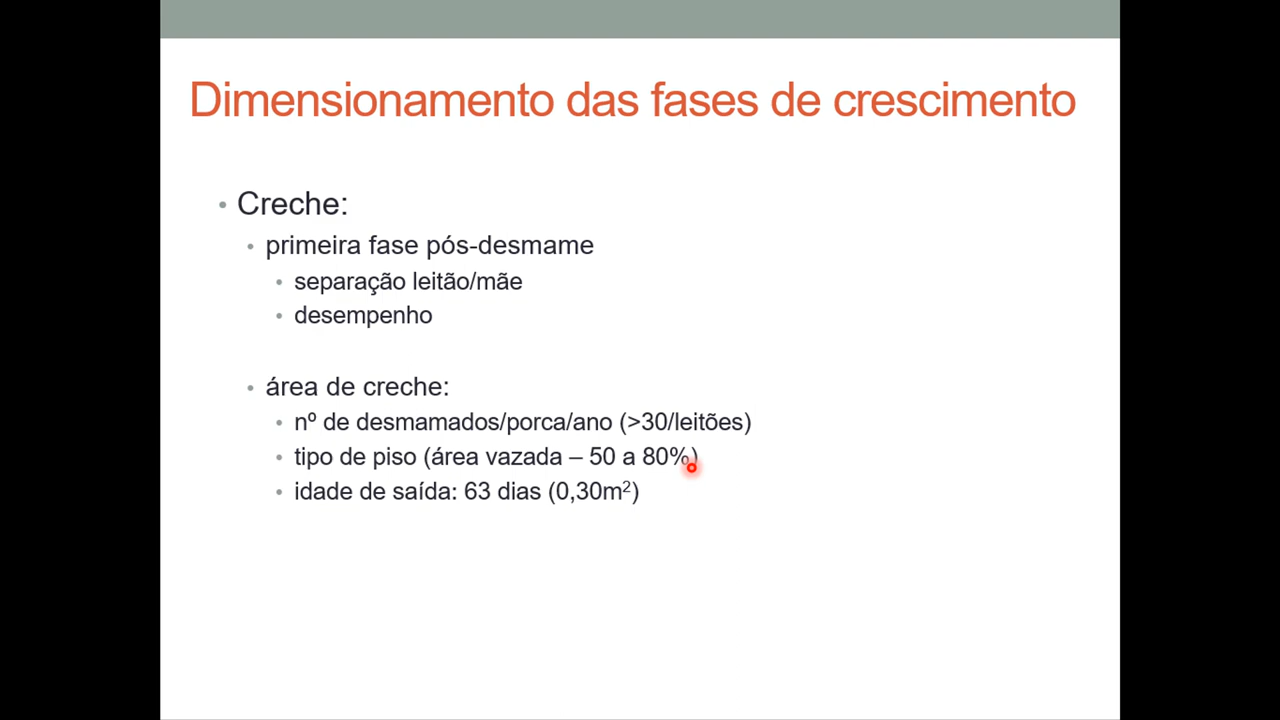 Dimensionamento das fases de crescimento
• Creche:
• primeira fase pós-desmame
• separação leitão/mãe
• desempenho
• área de creche:
• nº de desmamados/porca/ano (>30/leitões)
• tipo de piso (área vazada – 50 a 80%)
• idade de saída: 63 dias (0,30m²)